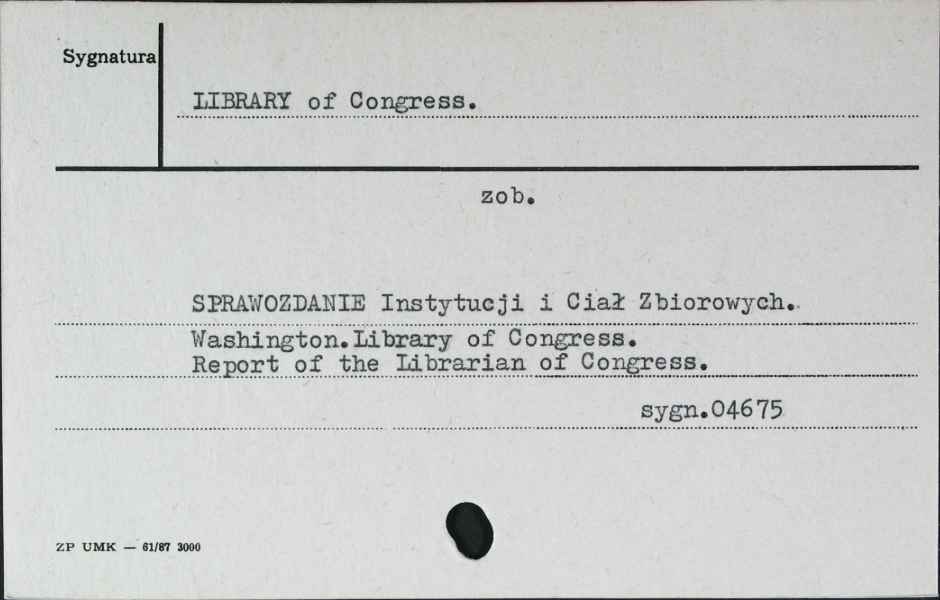 Sygnatura
LIBRARY of Congress.
zob.
SPRAWOZDANIE Instytucji i Ciał Zbiorowych.
Washington.Library of Congress.
Report of the Librarian of Congress.
sygn.04675
ZP UMK — 61/87 3000